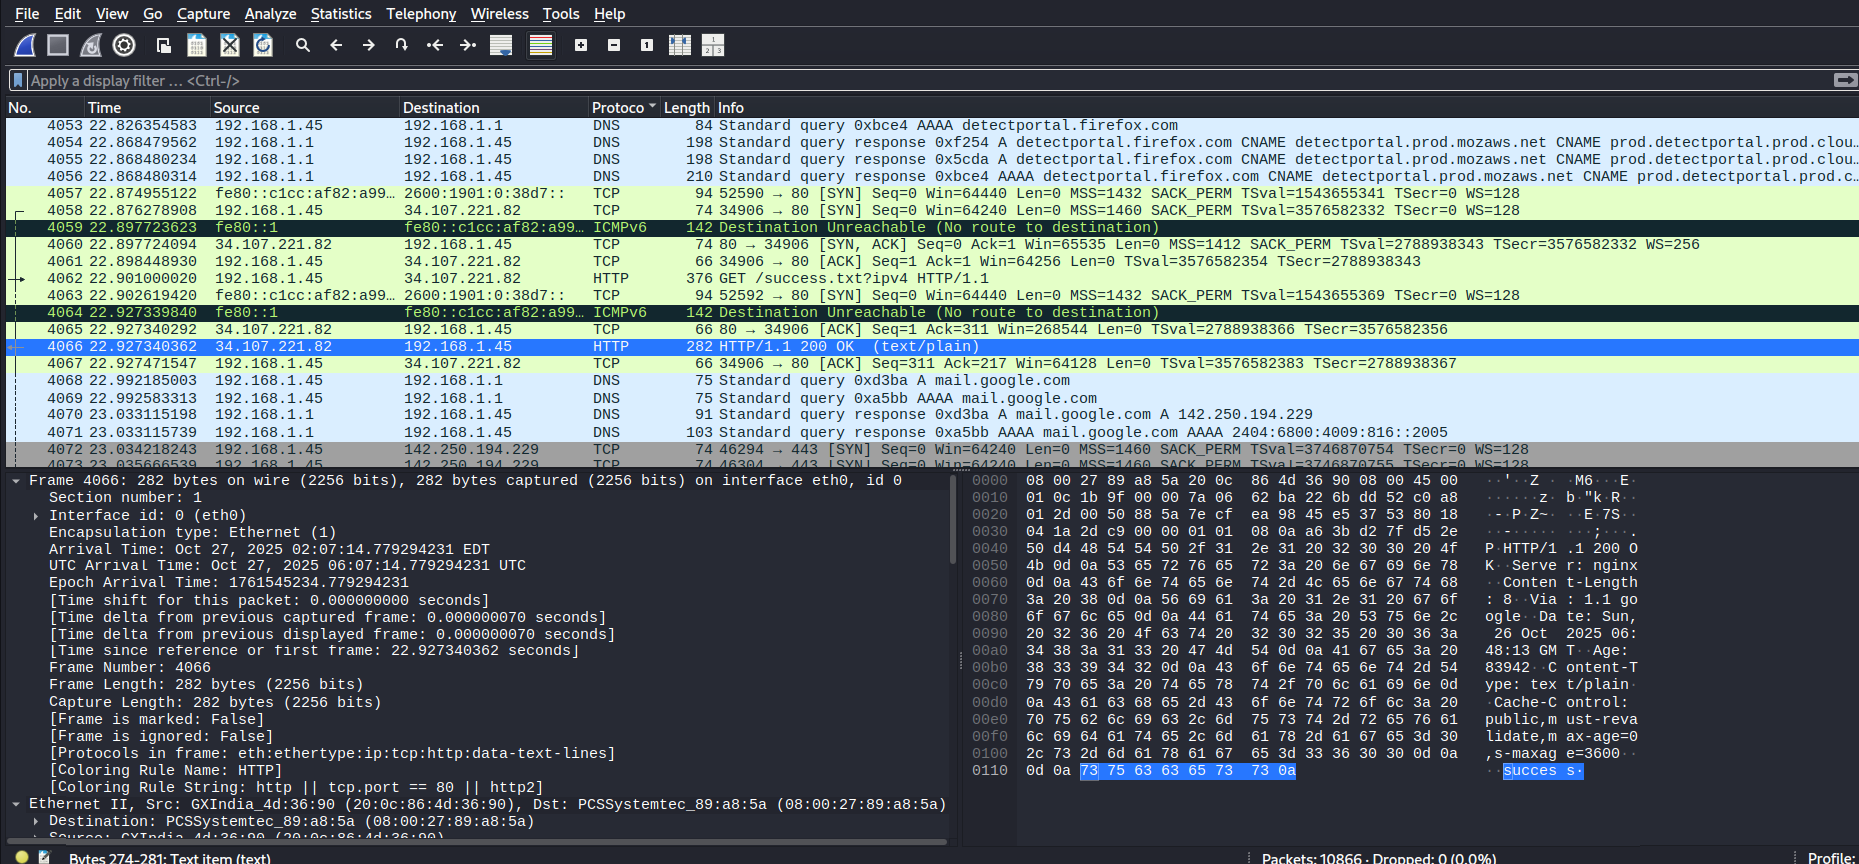 File Edit View Go Capture Analyze Statistics Telephony Wireless Tools Help
Apply a display filter … <Ctrl-/>
No. Time Source Destination Protoco Length Info
4053 22.826354583 192.168.1.45 192.168.1.1 DNS 84 Standard query 0xbce4 AAAA detectportal.firefox.com
4054 22.868479562 192.168.1.1 192.168.1.45 DNS 198 Standard query response 0xf254 A detectportal.firefox.com CNAME detectportal.prod.mozaws.net CNAME prod.detectportal.prod.clou…
4055 22.868480234 192.168.1.1 192.168.1.45 DNS 198 Standard query response 0x5cda A detectportal.firefox.com CNAME detectportal.prod.mozaws.net CNAME prod.detectportal.prod.clou…
4056 22.868480314 192.168.1.1 192.168.1.45 DNS 210 Standard query response 0xbce4 AAAA detectportal.firefox.com CNAME detectportal.prod.mozaws.net CNAME prod.detectportal.prod.c…
4057 22.874955122 fe80::c1cc:af82:a99… 2600:1901:0:38d7:: TCP 94 52590 → 80 [SYN] Seq=0 Win=64440 Len=0 MSS=1432 SACK_PERM TSval=1543655341 TSecr=0 WS=128
4058 22.876278908 192.168.1.45 34.107.221.82 TCP 74 34906 → 80 [SYN] Seq=0 Win=64240 Len=0 MSS=1460 SACK_PERM TSval=3576582332 TSecr=0 WS=128
4059 22.897723623 fe80::1 fe80::c1cc:af82:a99… ICMPv6 142 Destination Unreachable (No route to destination)
4060 22.897724094 34.107.221.82 192.168.1.45 TCP 74 80 → 34906 [SYN, ACK] Seq=0 Ack=1 Win=65535 Len=0 MSS=1412 SACK_PERM TSval=2788938343 TSecr=3576582332 WS=256
4061 22.898448930 192.168.1.45 34.107.221.82 TCP 66 34906 → 80 [ACK] Seq=1 Ack=1 Win=64256 Len=0 TSval=3576582354 TSecr=2788938343
4062 22.901000020 192.168.1.45 34.107.221.82 HTTP 376 GET /success.txt?ipv4 HTTP/1.1
4063 22.902619420 fe80::c1cc:af82:a99… 2600:1901:0:38d7:: TCP 94 52592 → 80 [SYN] Seq=0 Win=64440 Len=0 MSS=1432 SACK_PERM TSval=1543655369 TSecr=0 WS=128
4064 22.927339840 fe80::1 fe80::c1cc:af82:a99… ICMPv6 142 Destination Unreachable (No route to destination)
4065 22.927340292 34.107.221.82 192.168.1.45 TCP 66 80 → 34906 [ACK] Seq=1 Ack=311 Win=268544 Len=0 TSval=2788938366 TSecr=3576582356
4066 22.927340362 34.107.221.82 192.168.1.45 HTTP 282 HTTP/1.1 200 OK  (text/plain)
4067 22.927471547 192.168.1.45 34.107.221.82 TCP 66 34906 → 80 [ACK] Seq=311 Ack=217 Win=64128 Len=0 TSval=3576582383 TSecr=2788938367
4068 22.992185003 192.168.1.45 192.168.1.1 DNS 75 Standard query 0xd3ba A mail.google.com
4069 22.992583313 192.168.1.45 192.168.1.1 DNS 75 Standard query 0xa5bb AAAA mail.google.com
4070 23.033115198 192.168.1.1 192.168.1.45 DNS 91 Standard query response 0xd3ba A mail.google.com A 142.250.194.229
4071 23.033115739 192.168.1.1 192.168.1.45 DNS 103 Standard query response 0xa5bb AAAA mail.google.com AAAA 2404:6800:4009:816::2005
4072 23.034218243 192.168.1.45 142.250.194.229 TCP 74 46294 → 443 [SYN] Seq=0 Win=64240 Len=0 MSS=1460 SACK_PERM TSval=3746870754 TSecr=0 WS=128
4073 23.035666539 192.168.1.45 142.250.194.229 TCP 74 46304 → 443 [SYN] Seq=0 Win=64240 Len=0 MSS=1460 SACK_PERM TSval=3746870755 TSecr=0 WS=128
Frame 4066: 282 bytes on wire (2256 bits), 282 bytes captured (2256 bits) on interface eth0, id 0
Section number: 1
Interface id: 0 (eth0)
Encapsulation type: Ethernet (1)
Arrival Time: Oct 27, 2025 02:07:14.779294231 EDT
UTC Arrival Time: Oct 27, 2025 06:07:14.779294231 UTC
Epoch Arrival Time: 1761545234.779294231
[Time shift for this packet: 0.000000000 seconds]
[Time delta from previous captured frame: 0.000000070 seconds]
[Time delta from previous displayed frame: 0.000000070 seconds]
[Time since reference or first frame: 22.927340362 seconds]
Frame Number: 4066
Frame Length: 282 bytes (2256 bits)
Capture Length: 282 bytes (2256 bits)
[Frame is marked: False]
[Frame is ignored: False]
[Protocols in frame: eth:ethertype:ip:tcp:http:data-text-lines]
[Coloring Rule Name: HTTP]
[Coloring Rule String: http || tcp.port == 80 || http2]
Ethernet II, Src: GXIndia_4d:36:90 (20:0c:86:4d:36:90), Dst: PCSSystemtec_89:a8:5a (08:00:27:89:a8:5a)
Destination: PCSSystemtec_89:a8:5a (08:00:27:89:a8:5a)
Source: GXIndia_4d:36:90 (20:0c:86:4d:36:90)
0000 08 00 27 89 a8 5a 20 0c 86 4d 36 90 08 00 45 00 ··'··Z · ·M6···E·
0010 01 0c 1b 9f 00 00 7a 06 62 ba 22 6b dd 52 c0 a8 ······z· b·"k·R··
0020 01 2d 00 50 88 5a 7e cf ea 98 45 e5 37 53 80 18 ·-·P·Z~· ··E·7S··
0030 04 1a 2d c9 00 00 01 01 08 0a a6 3b d2 7f d5 2e ··-····· ···;···.
0040 50 d4 48 54 54 50 2f 31 2e 31 20 32 30 30 20 4f P·HTTP/1 .1 200 O
0050 4b 0d 0a 53 65 72 76 65 72 3a 20 6e 67 69 6e 78 K··Serve r: nginx
0060 0d 0a 43 6f 6e 74 65 6e 74 2d 4c 65 6e 67 74 68 ··Conten t-Length
0070 3a 20 38 0d 0a 56 69 61 3a 20 31 2e 31 20 67 6f : 8··Via : 1.1 go
0080 6f 67 6c 65 0d 0a 44 61 74 65 3a 20 53 75 6e 2c ogle··Da te: Sun,
0090 20 32 36 20 4f 63 74 20 32 30 32 35 20 30 36 3a 26 Oct 2025 06:
00a0 34 38 3a 31 33 20 47 4d 54 0d 0a 41 67 65 3a 20 48:13 GM T··Age:
00b0 38 33 39 34 32 0d 0a 43 6f 6e 74 65 6e 74 2d 54 83942··C ontent-T
00c0 79 70 65 3a 20 74 65 78 74 2f 70 6c 61 69 6e 0d ype: tex t/plain·
00d0 0a 43 61 63 68 65 2d 43 6f 6e 74 72 6f 6c 3a 20 ·Cache-C ontrol:
00e0 70 75 62 6c 69 63 2c 6d 75 73 74 2d 72 65 76 61 public,m ust-reva
00f0 6c 69 64 61 74 65 2c 6d 61 78 2d 61 67 65 3d 30 lidate,m ax-age=0
0100 2c 73 2d 6d 61 78 61 67 65 3d 33 36 30 30 0d 0a ,s-maxag e=3600··
0110 0d 0a 73 75 63 63 65 73 73 0a ··succes s·
Bytes 274-281: Text item (text)
Packets: 10866 · Dropped: 0 (0.0%)
Profile: